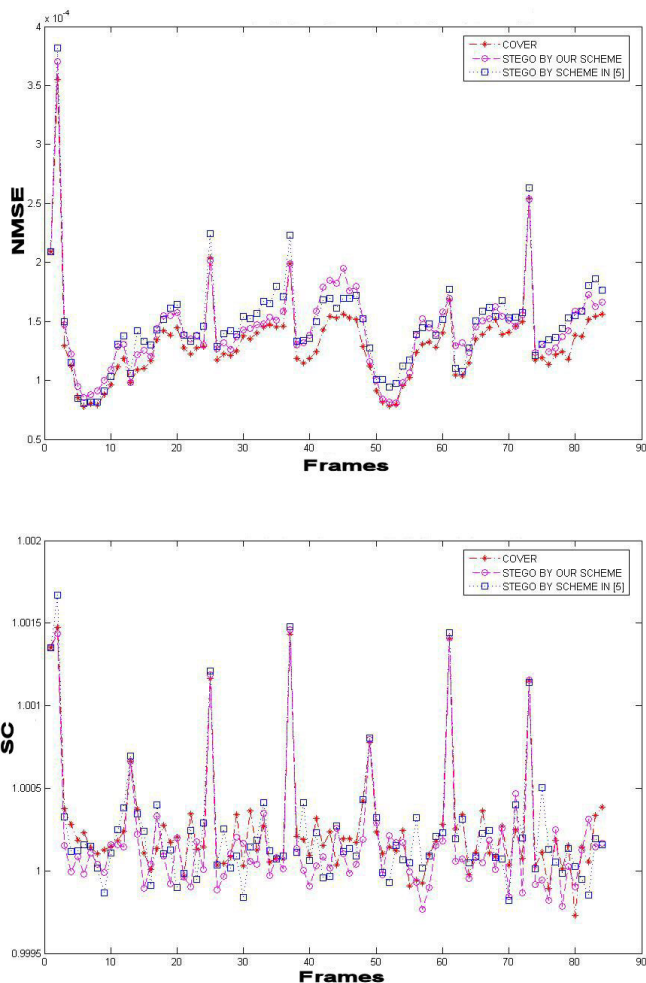 x 10⁻⁴
4
3.5
3
2.5
2
1.5
1
0.5
NMSE
COVER
STEGO BY OUR SCHEME
STEGO BY SCHEME IN [5]
0 10 20 30 40 50 60 70 80 90
Frames
1.002
1.0015
1.001
1.0005
1
0.9995
SC
COVER
STEGO BY OUR SCHEME
STEGO BY SCHEME IN [5]
0 10 20 30 40 50 60 70 80 90
Frames